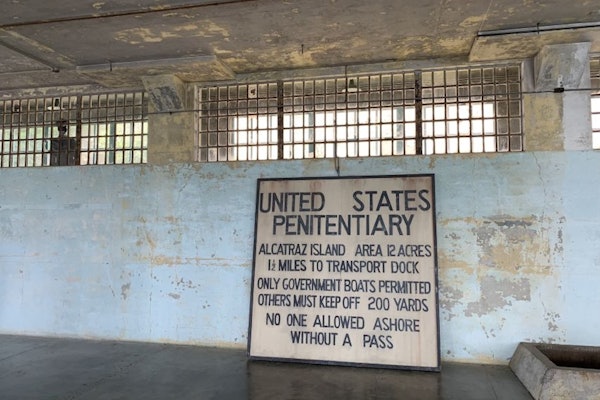 UNITED STATES
PENITENTIARY
ALCATRAZ ISLAND AREA 12 ACRES
1½ MILES TO TRANSPORT DOCK
ONLY GOVERNMENT BOATS PERMITTED
OTHERS MUST KEEP OFF 200 YARDS
NO ONE ALLOWED ASHORE
WITHOUT A PASS